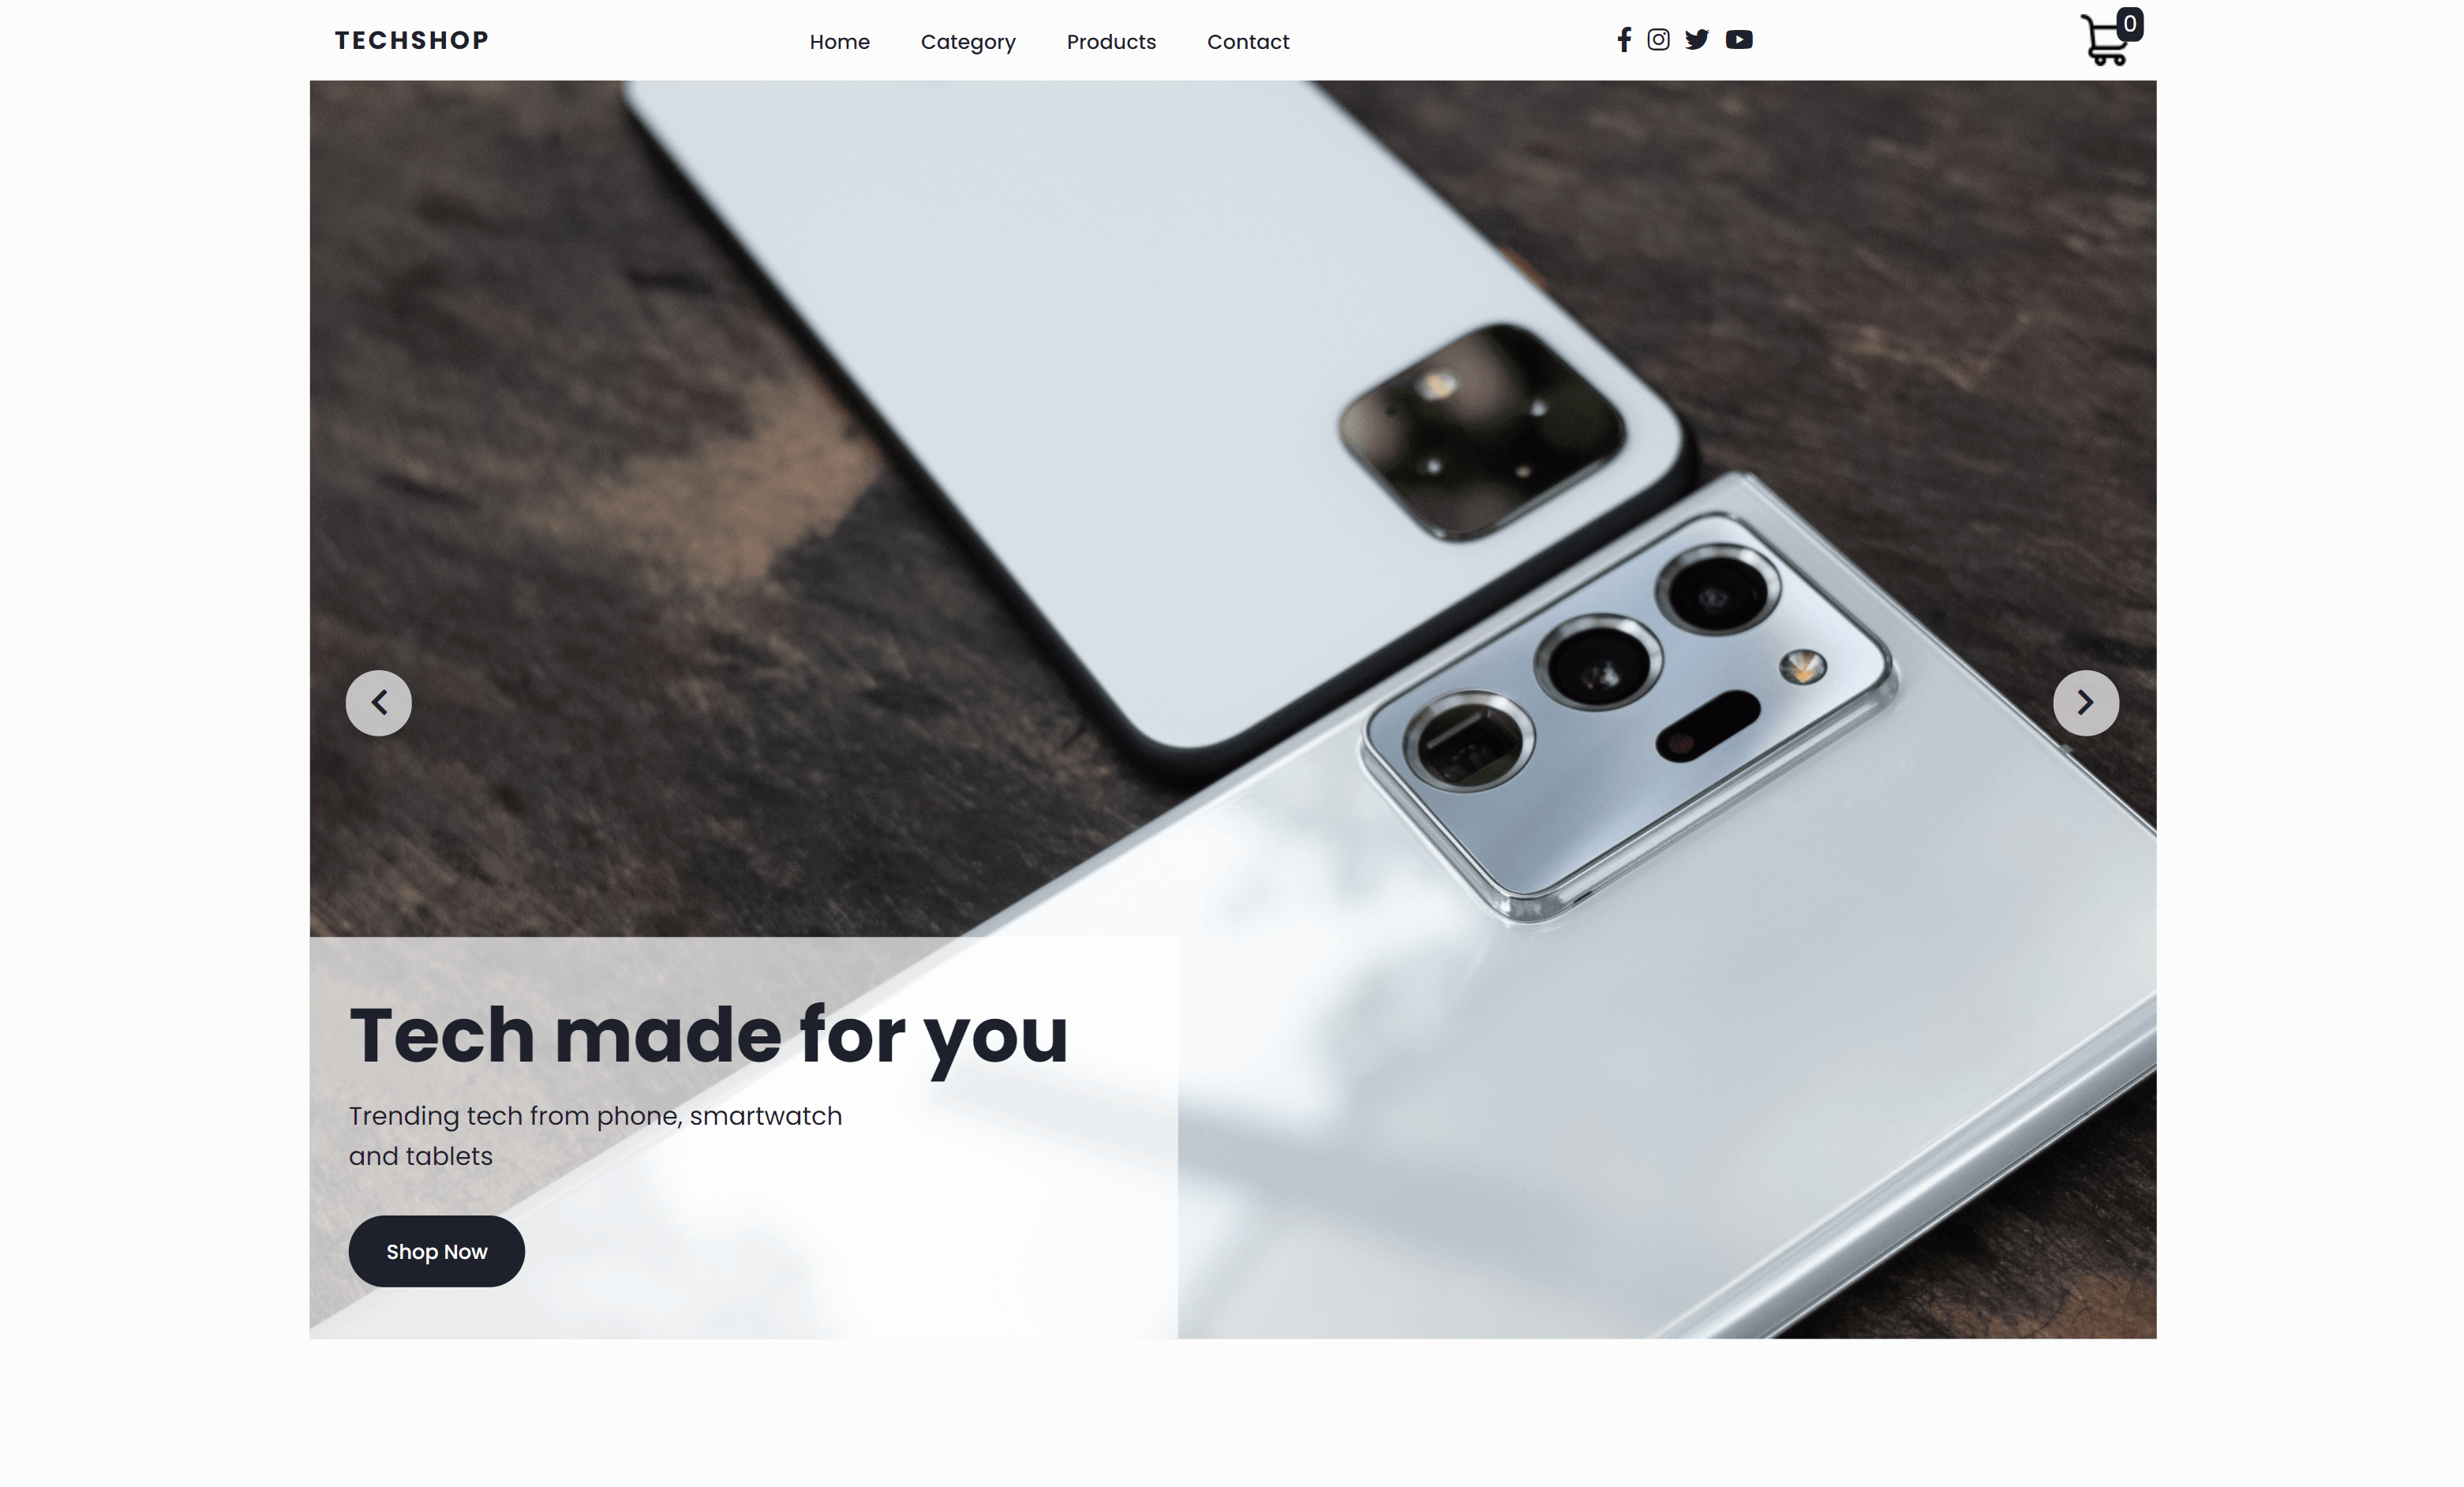 TECHSHOP
Home Category Products Contact
0
Tech made for you
Trending tech from phone, smartwatch
and tablets
Shop Now